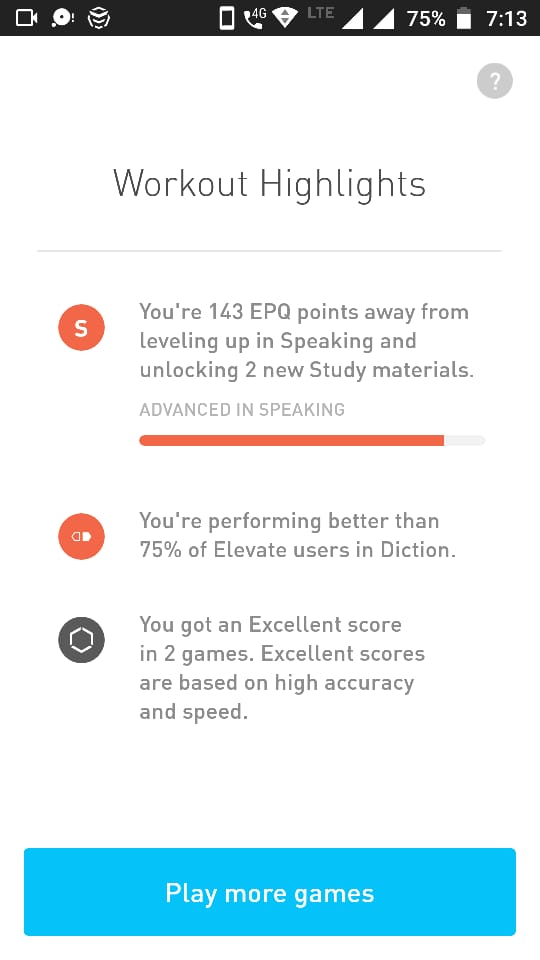 4G LTE 75% 7:13
?
Workout Highlights
S
You're 143 EPQ points away from
leveling up in Speaking and
unlocking 2 new Study materials.
ADVANCED IN SPEAKING
You're performing better than
75% of Elevate users in Diction.
You got an Excellent score
in 2 games. Excellent scores
are based on high accuracy
and speed.
Play more games